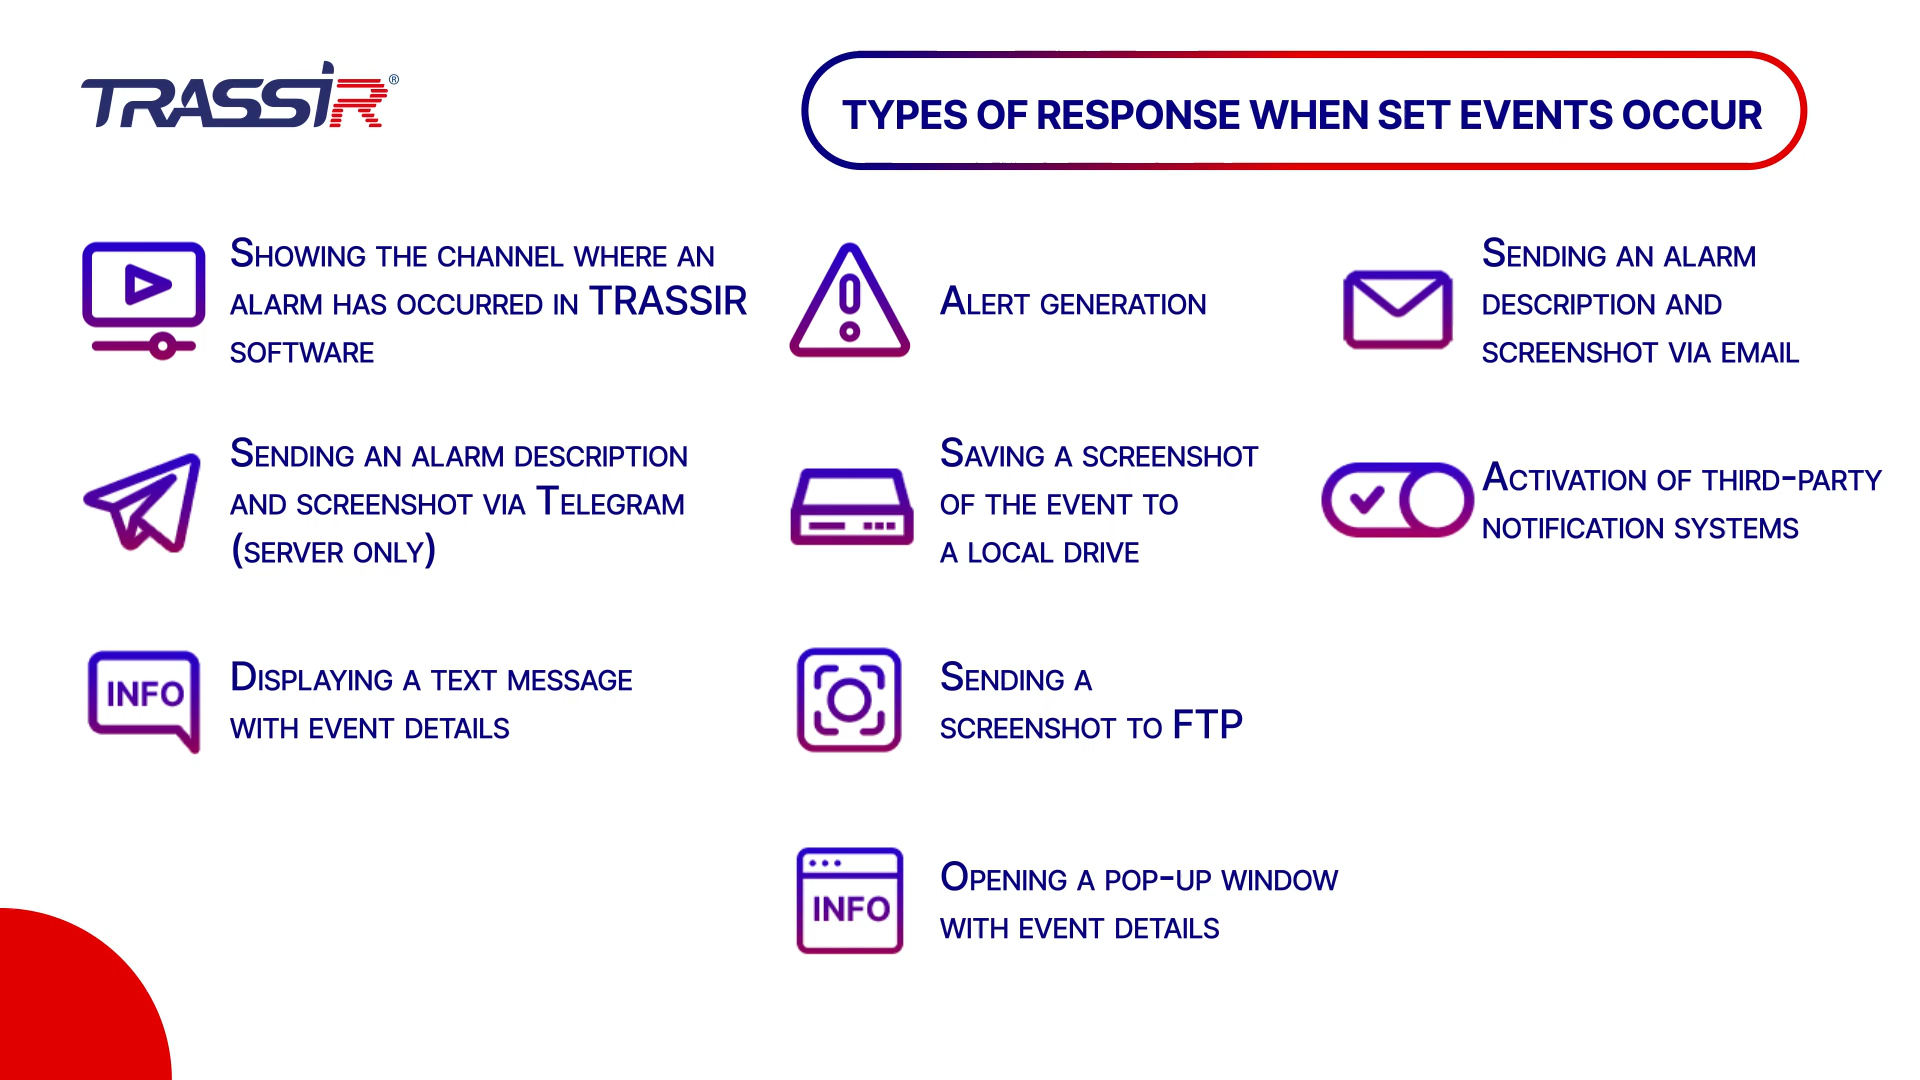 TRASSIR®
TYPES OF RESPONSE WHEN SET EVENTS OCCUR
Showing the channel where an
alarm has occurred in TRASSIR
software
Alert generation
Sending an alarm
description and
screenshot via email
Sending an alarm description
and screenshot via Telegram
(server only)
Saving a screenshot
of the event to
a local drive
Activation of third-party
notification systems
INFO
Displaying a text message
with event details
Sending a
screenshot to FTP
INFO
Opening a pop-up window
with event details